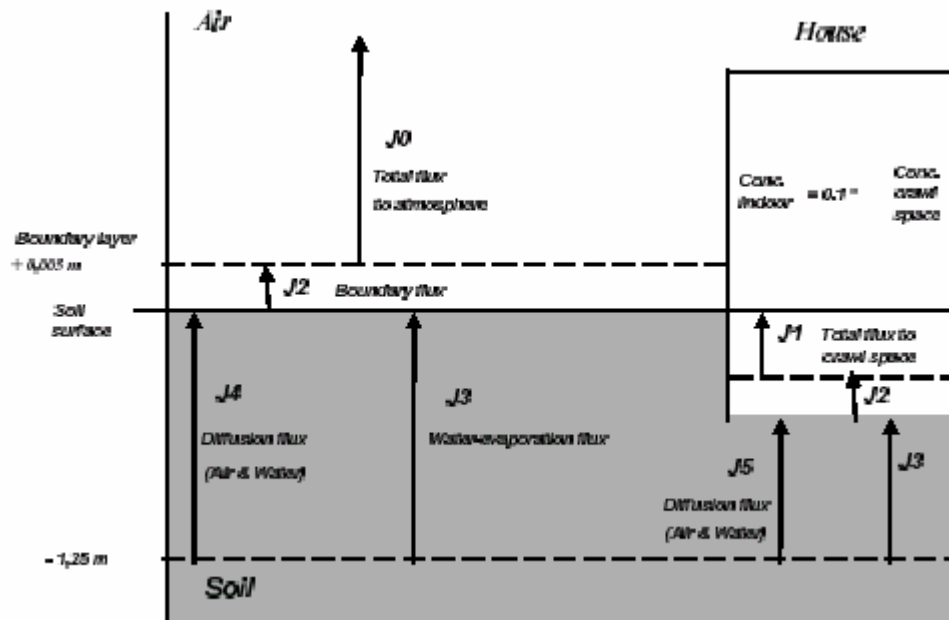 Air
House
J0
Total flux
to atmosphere
Conc.
indoor
= 0.1 *
Conc.
crawl
space
Boundary layer
+ 0,005 m
J2
Boundary flux
Soil
surface
J1
Total flux to
crawl space
J2
J4
Diffusion flux
(Air & Water)
J3
Water-evaporation flux
J5
Diffusion flux
(Air & Water)
J3
- 1,25 m
Soil